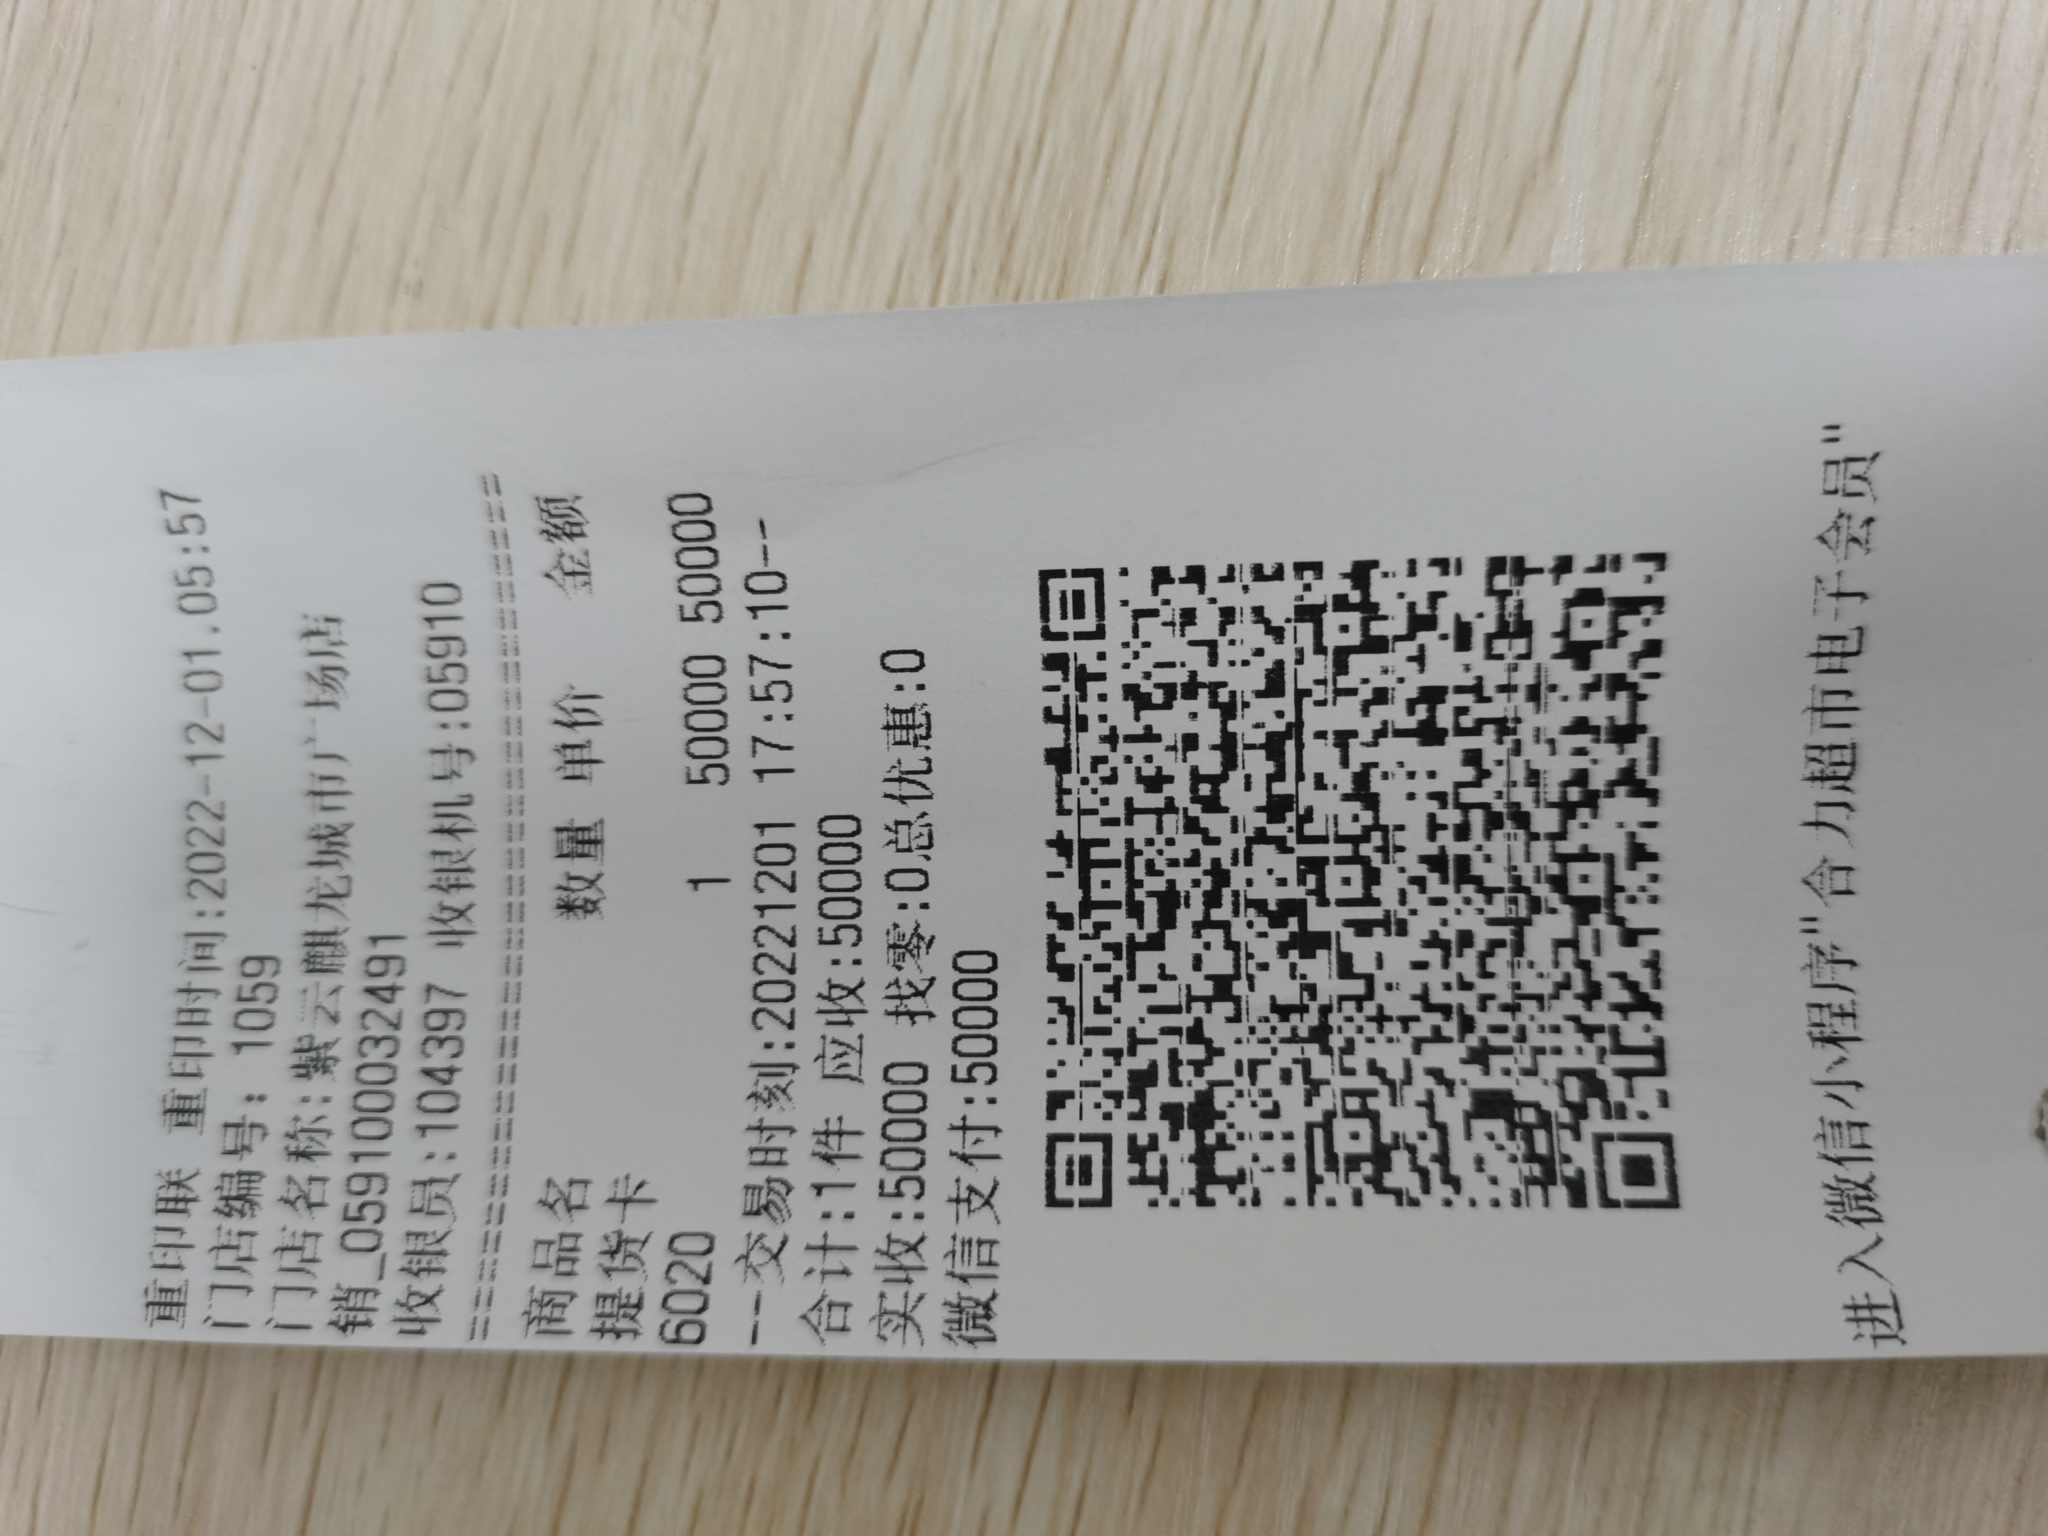 重印联 重印时间:2022-12-01.05:57
门店编号: 1059
门店名称:紫云麒龙城市广场店
销_0591000032491
收银员:104397 收银机号:05910
商品名 数量 单价 金额
提货卡
6020 1 50000 50000
--交易时刻:20221201 17:57:10--
合计:1件 应收:50000
实收:50000 找零:0总优惠:0
微信支付:50000
进入微信小程序"合力超市电子会员"